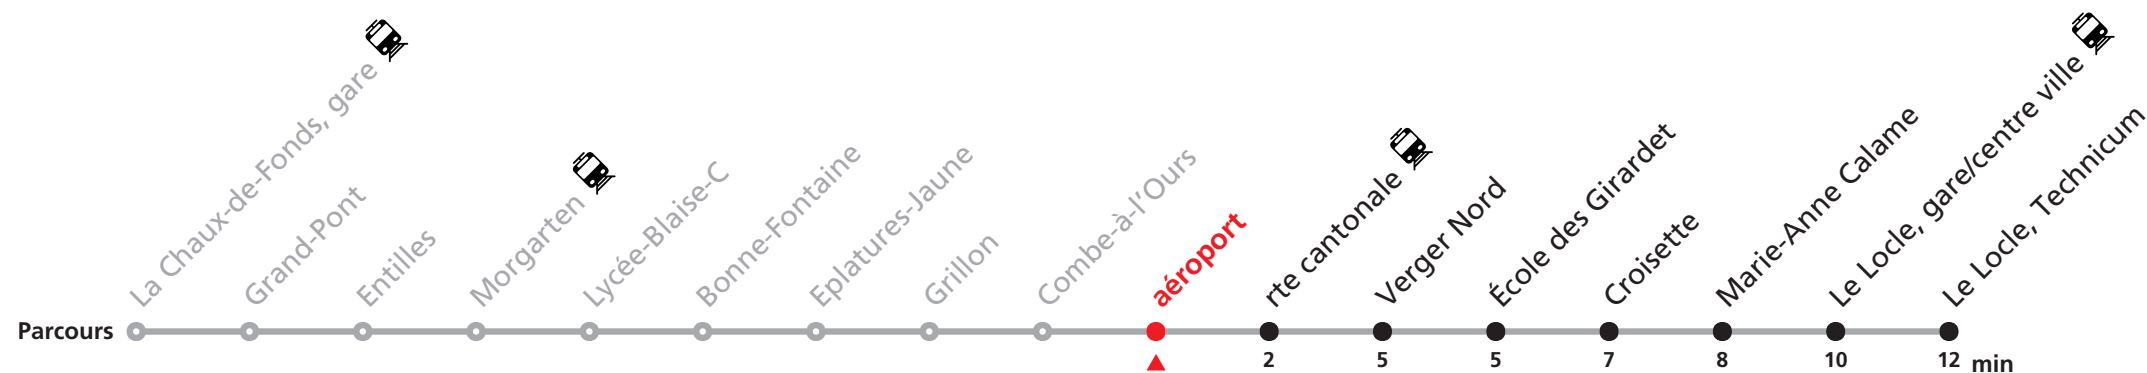 La Chaux-de-Fonds, gare
Grand-Pont
Entilles
Morgarten
Lycée-Blaise-C
Bonne-Fontaine
Eplatures-Jaune
Grillon
Combe-à-l'Ours
aéroport
rte cantonale
Verger Nord
École des Girardet
Croisette
Marie-Anne Calame
Le Locle, gare/centre ville
Le Locle, Technicum
Parcours
2 5 5 7 8 10 12 min